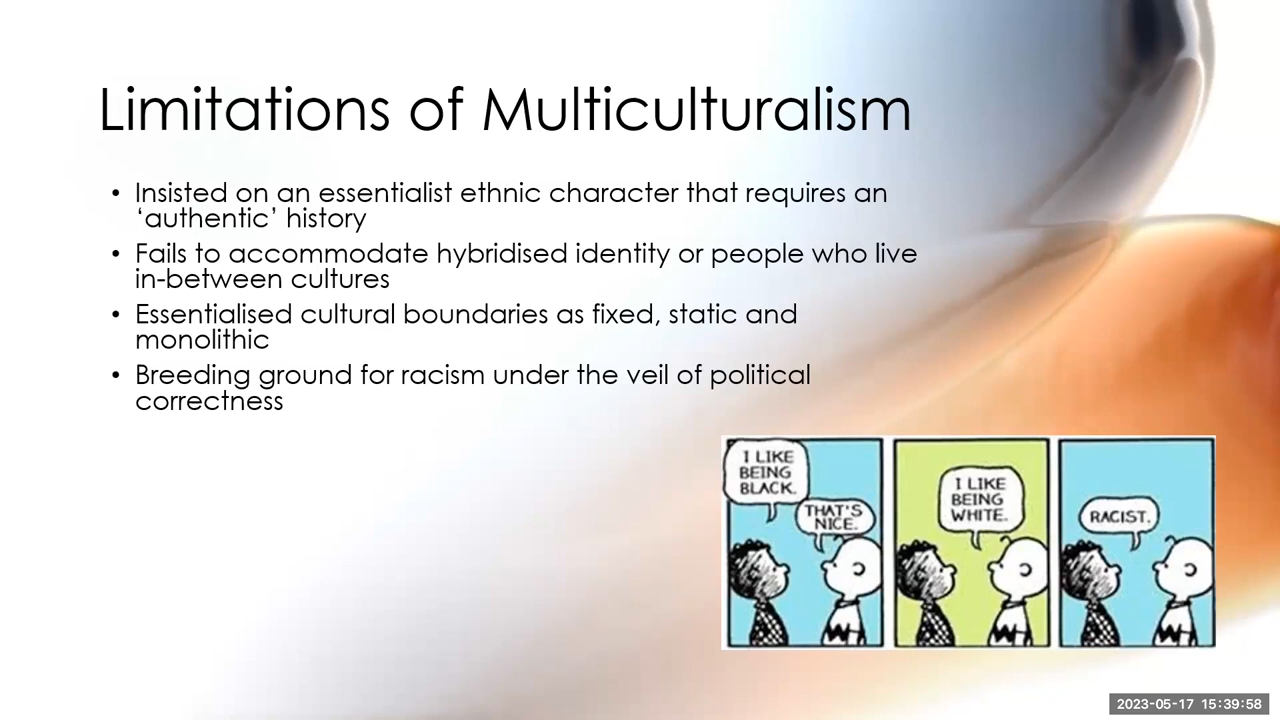 Limitations of Multiculturalism
• Insisted on an essentialist ethnic character that requires an
‘authentic’ history
• Fails to accommodate hybridised identity or people who live
in-between cultures
• Essentialised cultural boundaries as fixed, static and
monolithic
• Breeding ground for racism under the veil of political
correctness
I LIKE
BEING
BLACK.
THAT'S
NICE.
I LIKE
BEING
WHITE.
RACIST.
2023-05-17 15:39:58